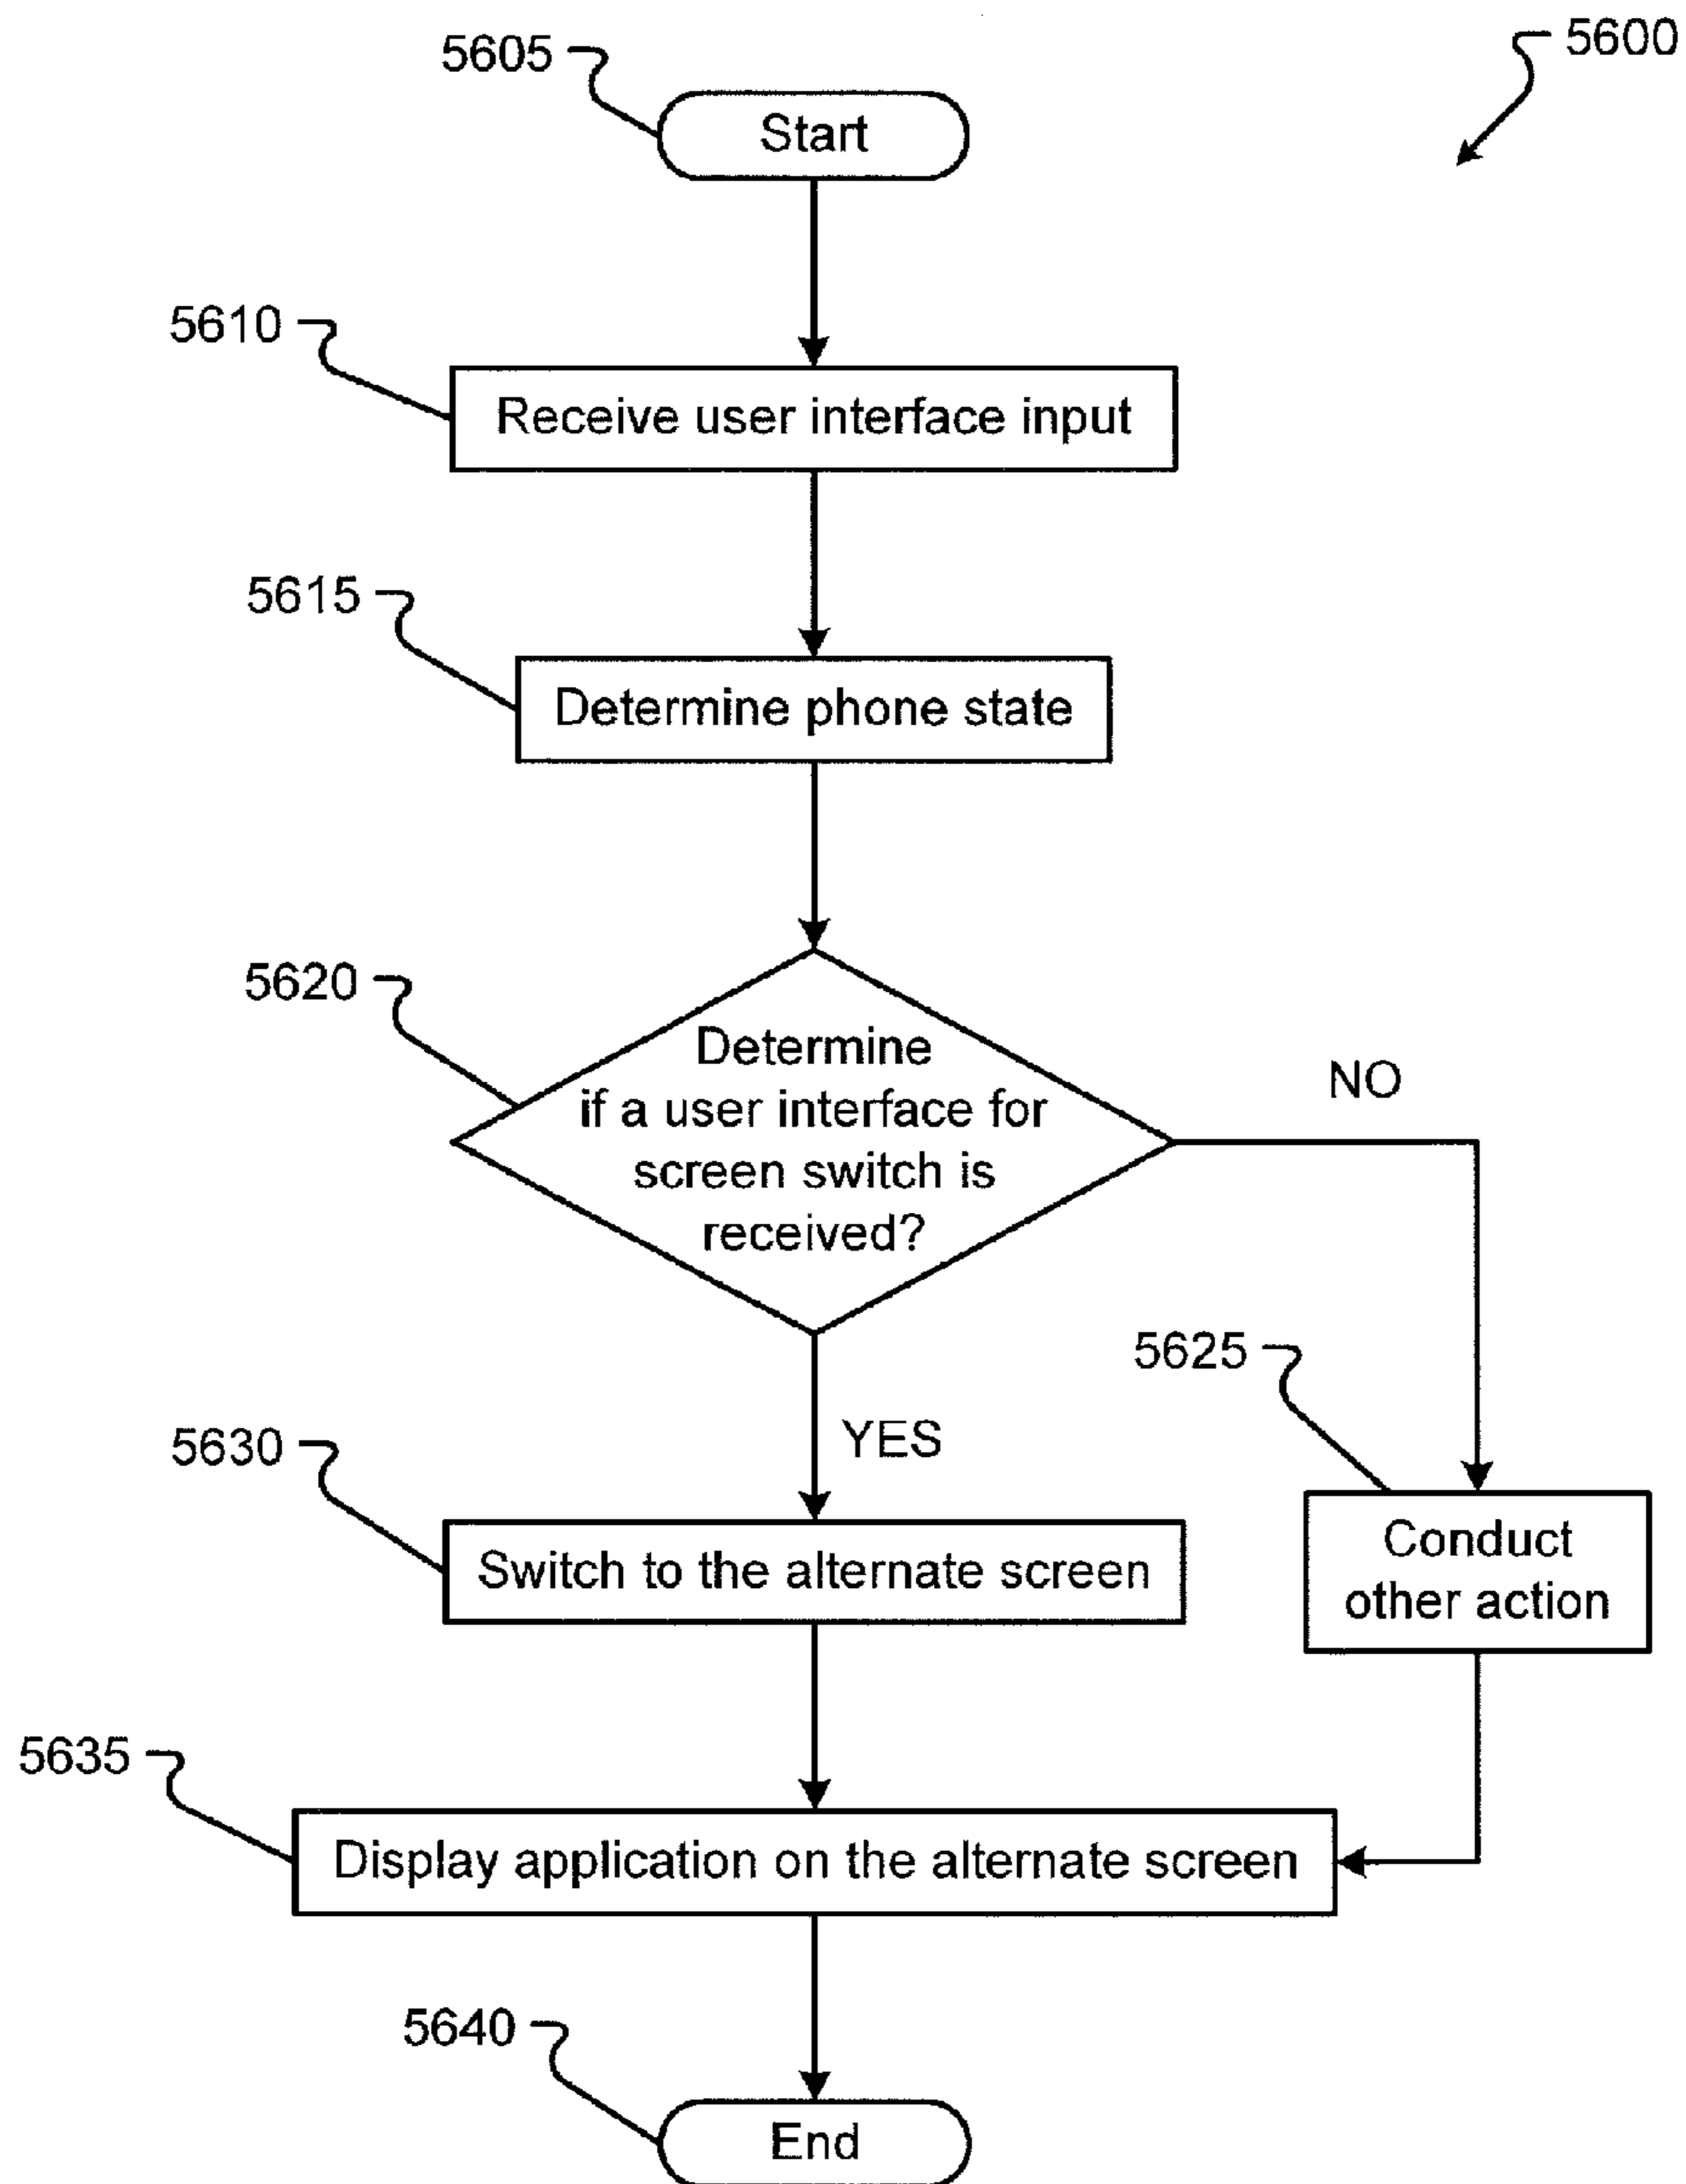 5600
5605
Start
5610
Receive user interface input
5615
Determine phone state
5620
Determine
if a user interface for
screen switch is
received?
NO
YES
5625
Conduct
other action
5630
Switch to the alternate screen
5635
Display application on the alternate screen
5640
End